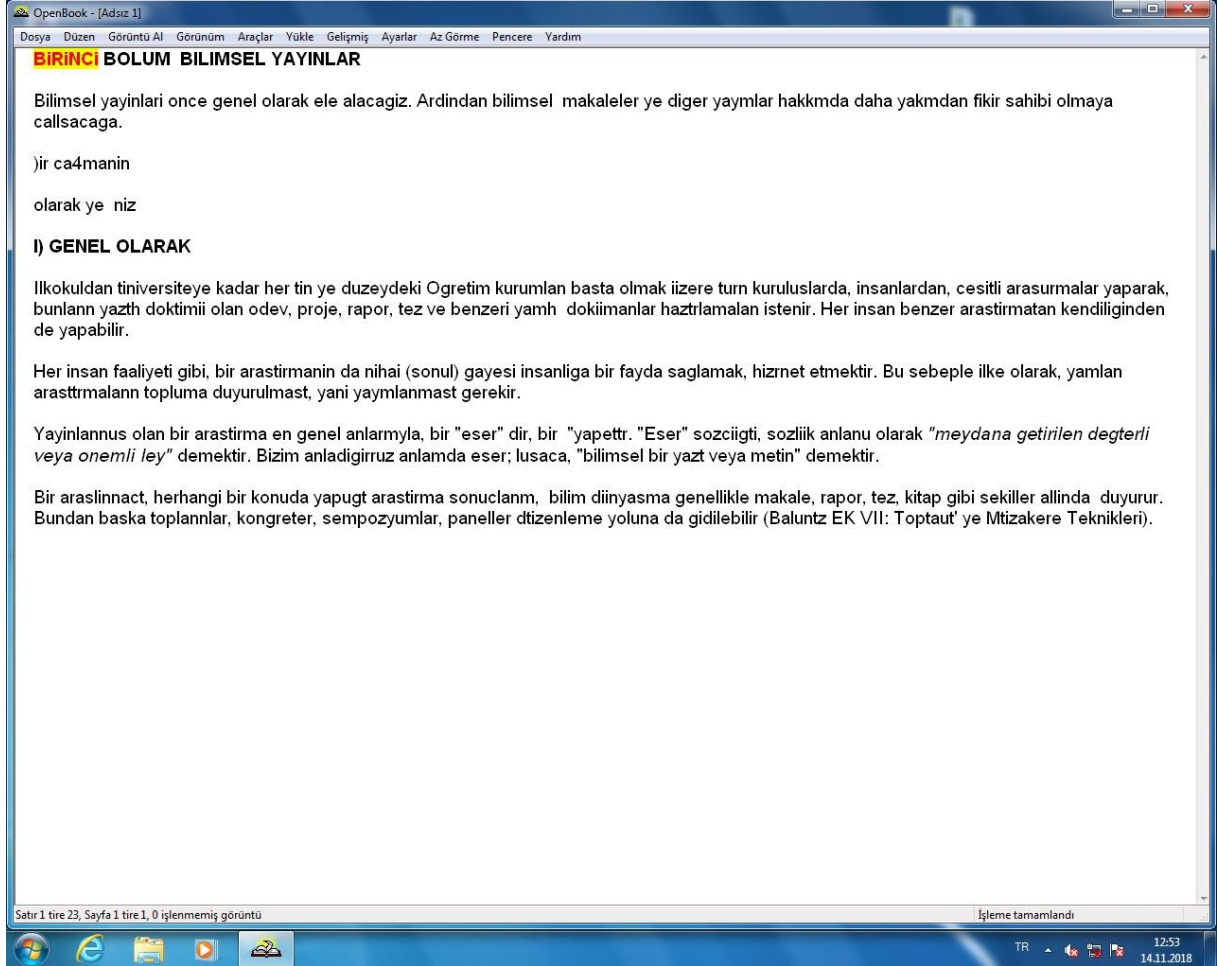 OpenBook - [Adsız 1]
Dosya Düzen Görüntü Al Görünüm Araçlar Yükle Gelişmiş Ayarlar Az Görme Pencere Yardım
BiRiNCi BOLUM BILIMSEL YAYINLAR
Bilimsel yayinlari once genel olarak ele alacagiz. Ardindan bilimsel makaleler ye diger yaymlar hakkmda daha yakmdan fikir sahibi olmaya
callsacaga.
)ir ca4manin
olarak ye niz
I) GENEL OLARAK
Ilkokuldan tiniversiteye kadar her tin ye duzeydeki Ogretim kurumlan basta olmak iizere turn kuruluslarda, insanlardan, cesitli arasurmalar yaparak,
bunlann yazth doktimii olan odev, proje, rapor, tez ve benzeri yamh dokiimanlar haztrlamalan istenir. Her insan benzer arastirmatan kendiliginden
de yapabilir.
Her insan faaliyeti gibi, bir arastirmanin da nihai (sonul) gayesi insanliga bir fayda saglamak, hizrnet etmektir. Bu sebeple ilke olarak, yamlan
arasttrmalann topluma duyurulmast, yani yaymlanmast gerekir.
Yayinlannus olan bir arastirma en genel anlarmyla, bir "eser" dir, bir "yapettr. "Eser" sozciigti, sozliik anlanu olarak "meydana getirilen degterli
veya onemli ley" demektir. Bizim anladigirruz anlamda eser; lusaca, "bilimsel bir yazt veya metin" demektir.
Bir araslinnact, herhangi bir konuda yapugt arastirma sonuclanm, bilim diinyasma genellikle makale, rapor, tez, kitap gibi sekiller allinda duyurur.
Bundan baska toplannlar, kongreter, sempozyumlar, paneller dtizenleme yoluna da gidilebilir (Baluntz EK VII: Toptaut' ye Mtizakere Teknikleri).
Satır 1 tire 23, Sayfa 1 tire 1, 0 işlenmemiş görüntü İşleme tamamlandı
TR 12:53
14.11.2018